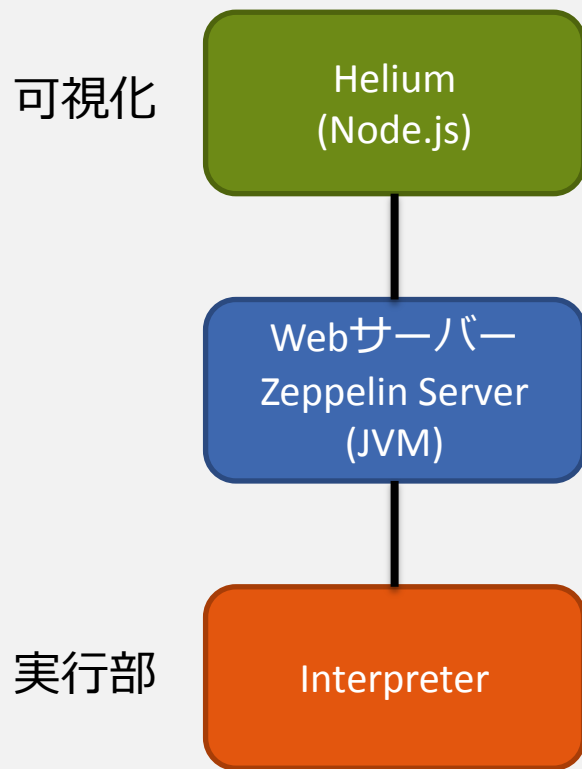 可視化
Helium
(Node.js)
Webサーバー
Zeppelin Server
(JVM)
実行部
Interpreter